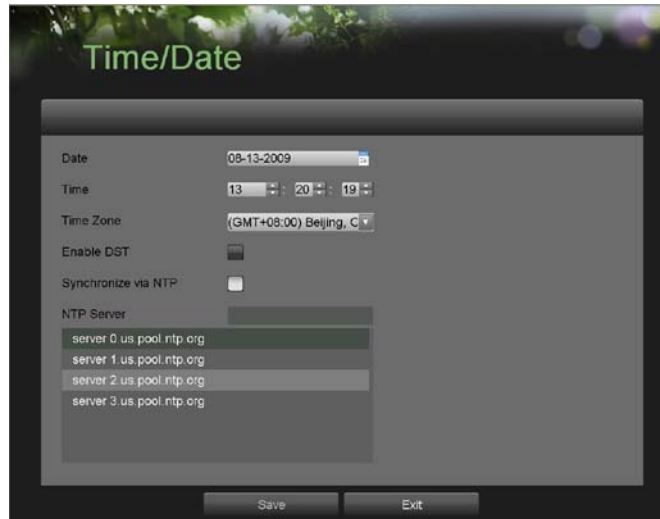 Time/Date
Date 08-13-2009
Time 13 : 20 : 19
Time Zone (GMT+08:00) Beijing, C
Enable DST
Synchronize via NTP
NTP Server
server 0.us.pool.ntp.org
server 1.us.pool.ntp.org
server 2.us.pool.ntp.org
server 3.us.pool.ntp.org
Save Exit